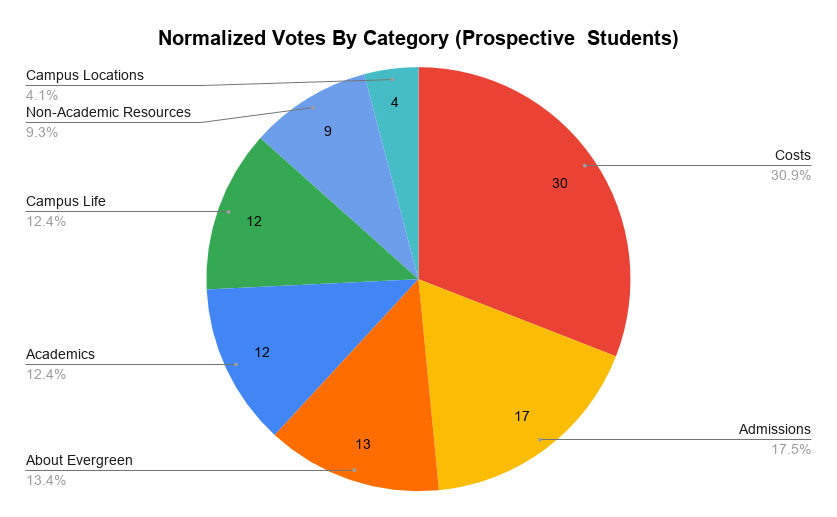 Normalized Votes By Category (Prospective  Students)
Campus Locations
4.1%
Non-Academic Resources
9.3%
Campus Life
12.4%
Academics
12.4%
About Evergreen
13.4%
Costs
30.9%
Admissions
17.5%
4
9
12
12
13
17
30